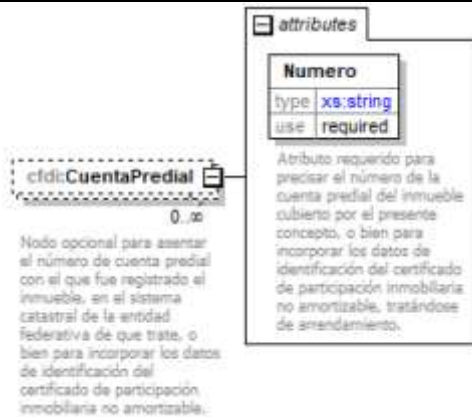 attributes
Numero
type xs:string
use required
Atributo requerido para
precisar el número de la
cuenta predial del inmueble
cubierto por el presente
concepto, o bien para
incorporar los datos de
identificación del certificado
de participación inmobiliaria
no amortizable, tratándose
de arrendamiento.
cfdi:CuentaPredial
0..∞
Nodo opcional para asentar
el número de cuenta predial
con el que fue registrado el
inmueble, en el sistema
catastral de la entidad
federativa de que trate, o
bien para incorporar los datos
de identificación del
certificado de participación
inmobiliaria no amortizable.